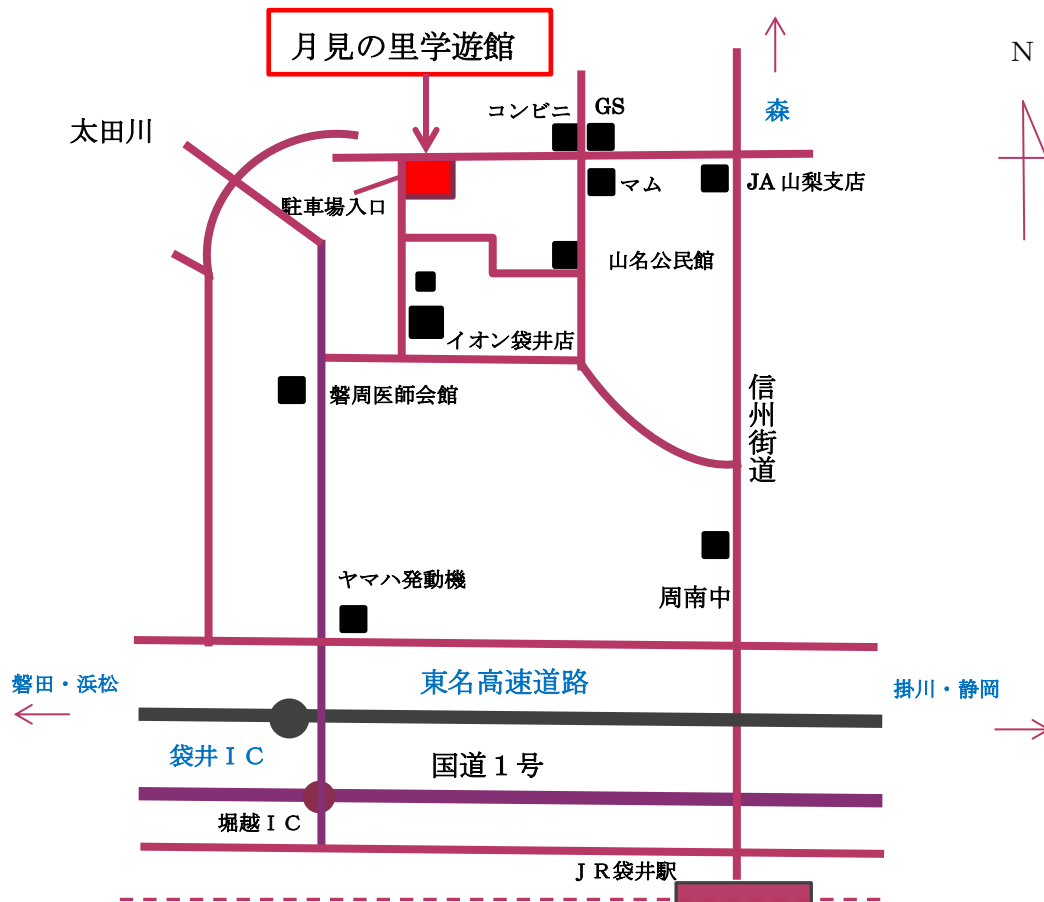 月見の里学遊館
N
コンビニ
GS
森
太田川
駐車場入口
マム
JA山梨支店
山名公民館
イオン袋井店
磐周医師会館
信州街道
ヤマハ発動機
周南中
磐田・浜松
東名高速道路
掛川・静岡
袋井ＩＣ
国道１号
堀越ＩＣ
ＪＲ袋井駅